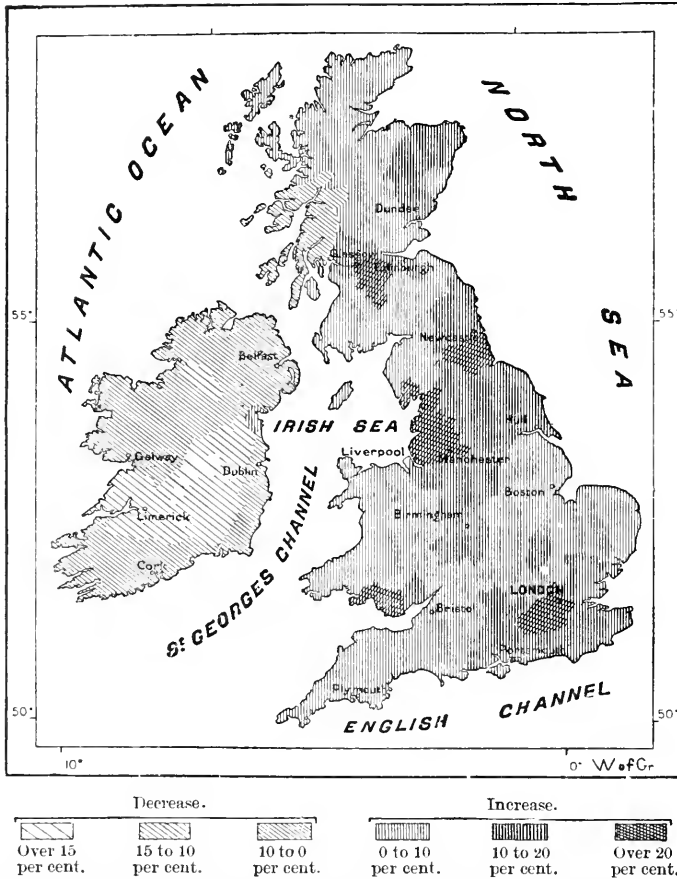 ATLANTIC OCEAN
NORTH SEA
Dundee
Edinburgh
55°
55°
Newcastle
Belfast
IRISH SEA
Hull
Galway
Dublin
Liverpool
Manchester
Boston
Limerick
Birmingham
Cork
ST GEORGES CHANNEL
LONDON
Bristol
Portsmouth
Plymouth
ENGLISH CHANNEL
50°
50°
10°
0°
W of Gr
Decrease.
Increase.
Over 15 per cent.
15 to 10 per cent.
10 to 0 per cent.
0 to 10 per cent.
10 to 20 per cent.
Over 20 per cent.